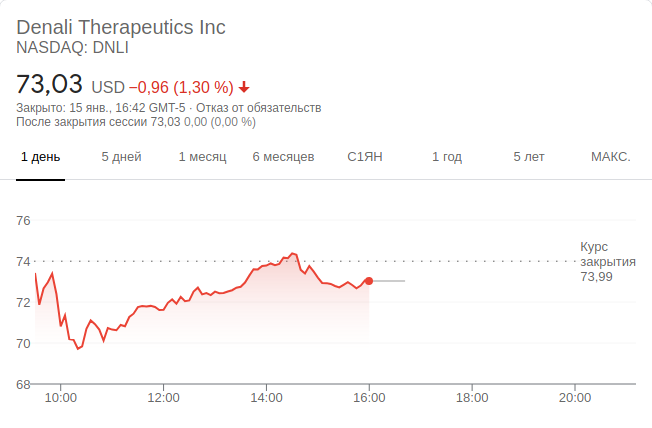 Denali Therapeutics Inc
NASDAQ: DNLI
73,03 USD −0,96 (1,30 %)
Закрыто: 15 янв., 16:42 GMT-5 · Отказ от обязательств
После закрытия сессии 73,03 0,00 (0,00 %)
1 день 5 дней 1 месяц 6 месяцев С1ЯН 1 год 5 лет МАКС.
76
Курс
74 закрытия
73,99
72
70
68
10:00 12:00 14:00 16:00 18:00 20:00